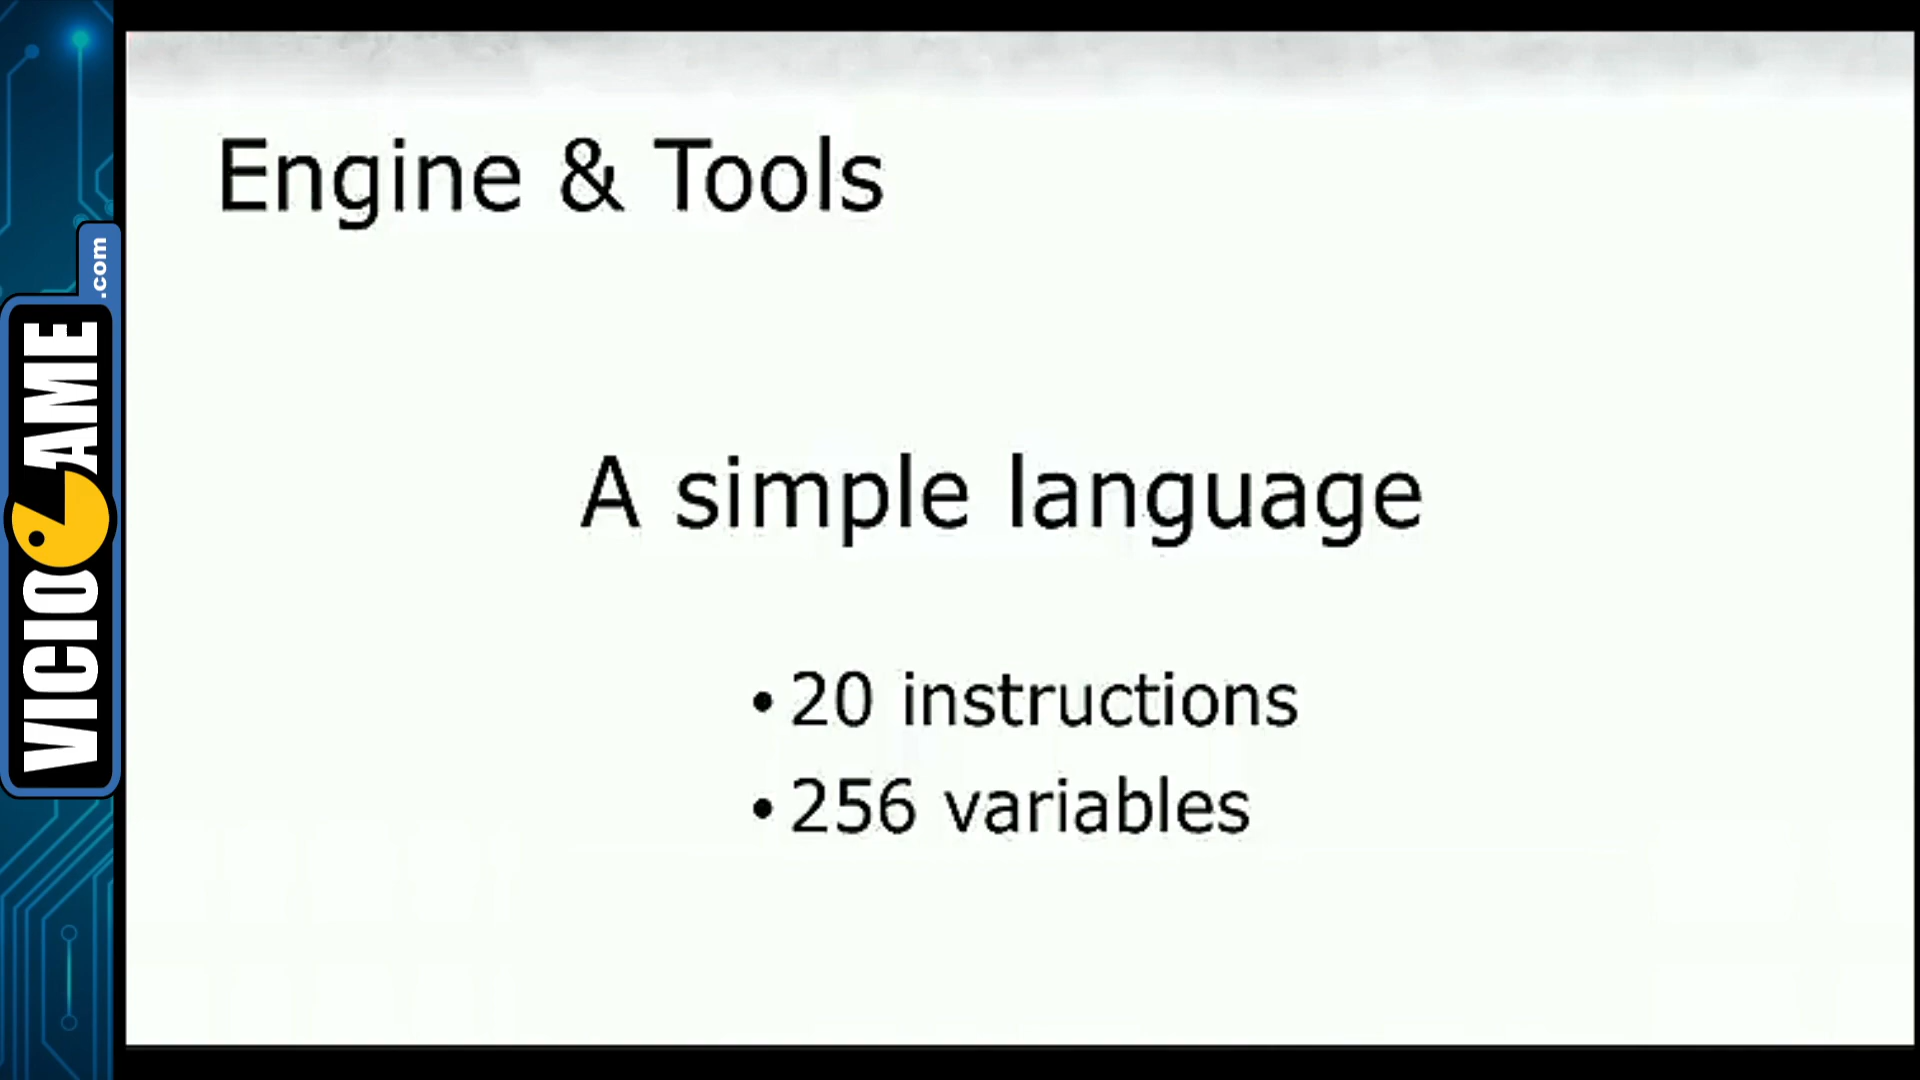 Engine & Tools
A simple language
• 20 instructions
• 256 variables
VICIOGAME
.com